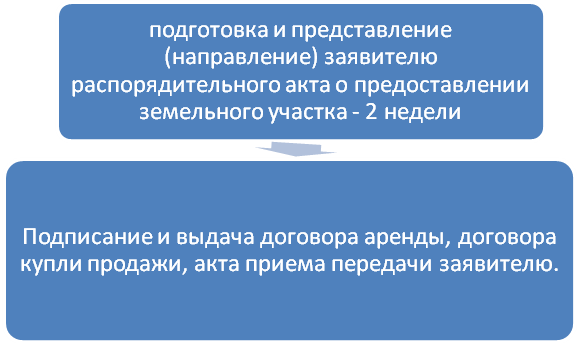 подготовка и представление
(направление) заявителю
распорядительного акта о предоставлении
земельного участка - 2 недели
Подписание и выдача договора аренды, договора
купли продажи, акта приема передачи заявителю.